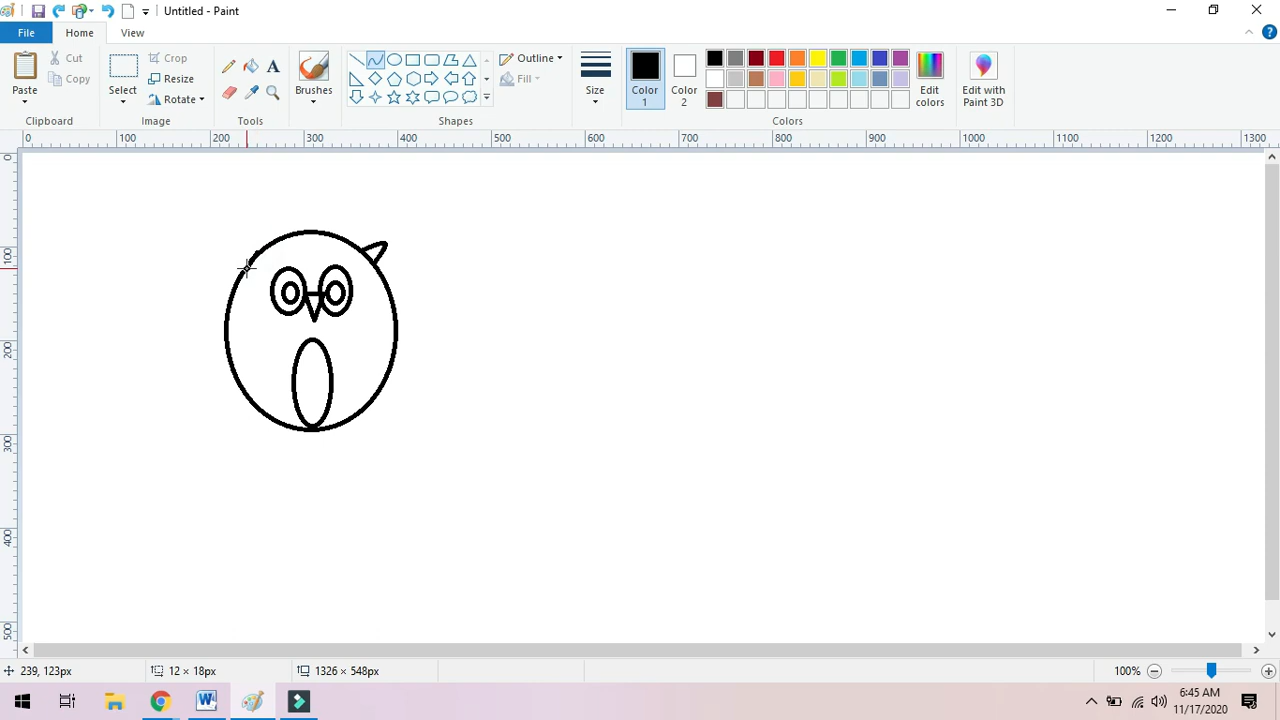 Untitled - Paint
File Home View
Paste
Cut
Copy
Clipboard
Select
Crop
Resize
Rotate
Image
A
Tools
Brushes
Outline
Fill
Shapes
Size
Color 1
Color 2
Edit colors
Colors
Edit with Paint 3D
0 100 200 300 400 500 600 700 800 900 1000 1100 1200 1300
0
100
200
300
400
500
239, 123px
12 × 18px
1326 × 548px
100%
W
6:45 AM
11/17/2020